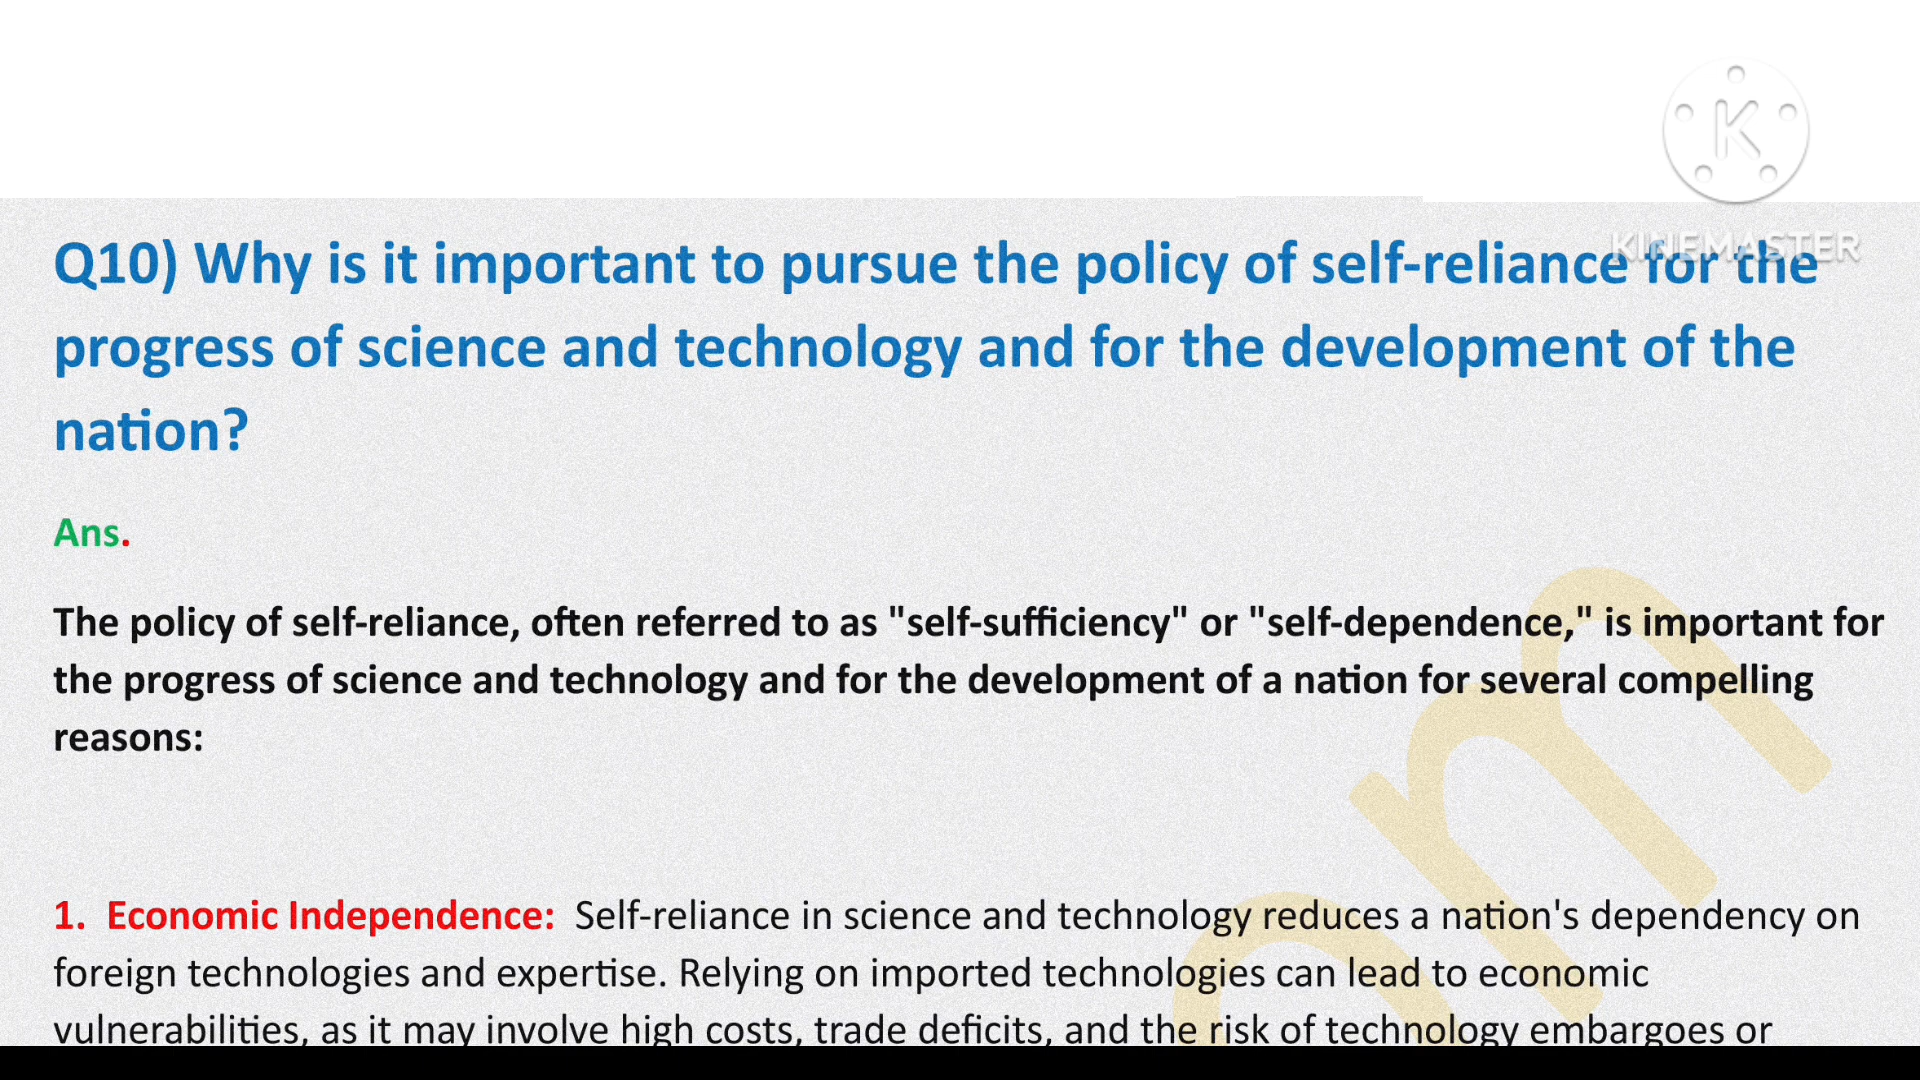 K
KINEMASTER
Q10) Why is it important to pursue the policy of self-reliance for the
progress of science and technology and for the development of the
nation?
Ans.
The policy of self-reliance, often referred to as "self-sufficiency" or "self-dependence," is important for
the progress of science and technology and for the development of a nation for several compelling
reasons:
1. Economic Independence: Self-reliance in science and technology reduces a nation's dependency on
foreign technologies and expertise. Relying on imported technologies can lead to economic
vulnerabilities, as it may involve high costs, trade deficits, and the risk of technology embargoes or